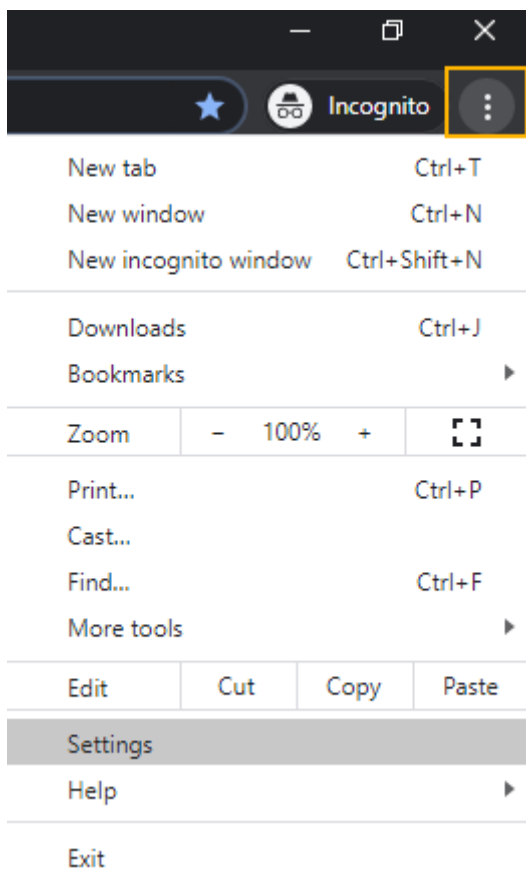 Incognito
New tab Ctrl+T
New window Ctrl+N
New incognito window Ctrl+Shift+N
Downloads Ctrl+J
Bookmarks
Zoom - 100% +
Print... Ctrl+P
Cast...
Find... Ctrl+F
More tools
Edit Cut Copy Paste
Settings
Help
Exit